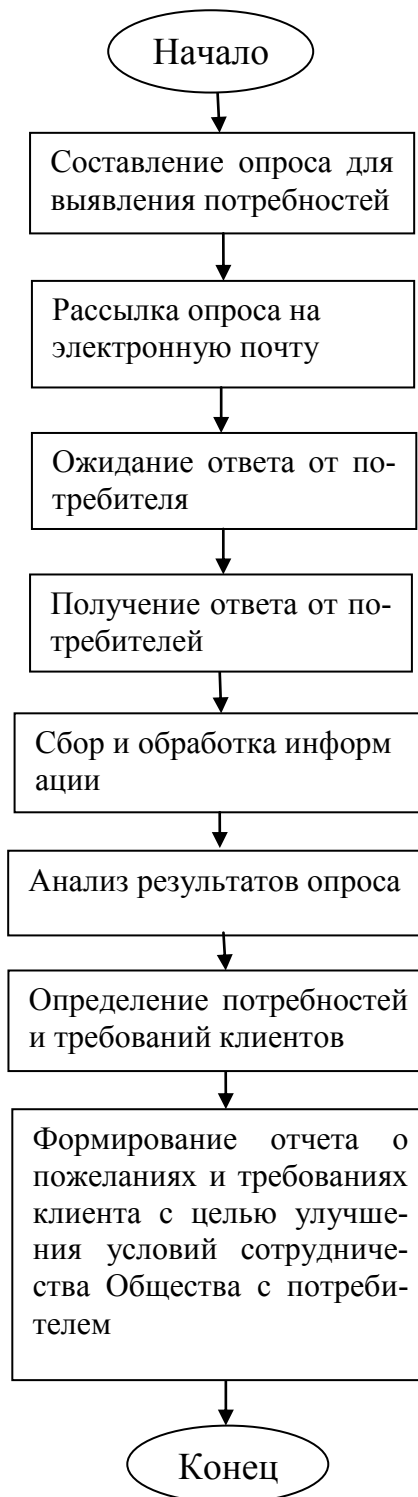 Начало
Составление опроса для
выявления потребностей
Рассылка опроса на
электронную почту
Ожидание ответа от по-
требителя
Получение ответа от по-
требителей
Сбор и обработка информ
ации
Анализ результатов опроса
Определение потребностей
и требований клиентов
Формирование отчета о
пожеланиях и требованиях
клиента с целью улучше-
ния условий сотрудниче-
ства Общества с потреби-
телем
Конец